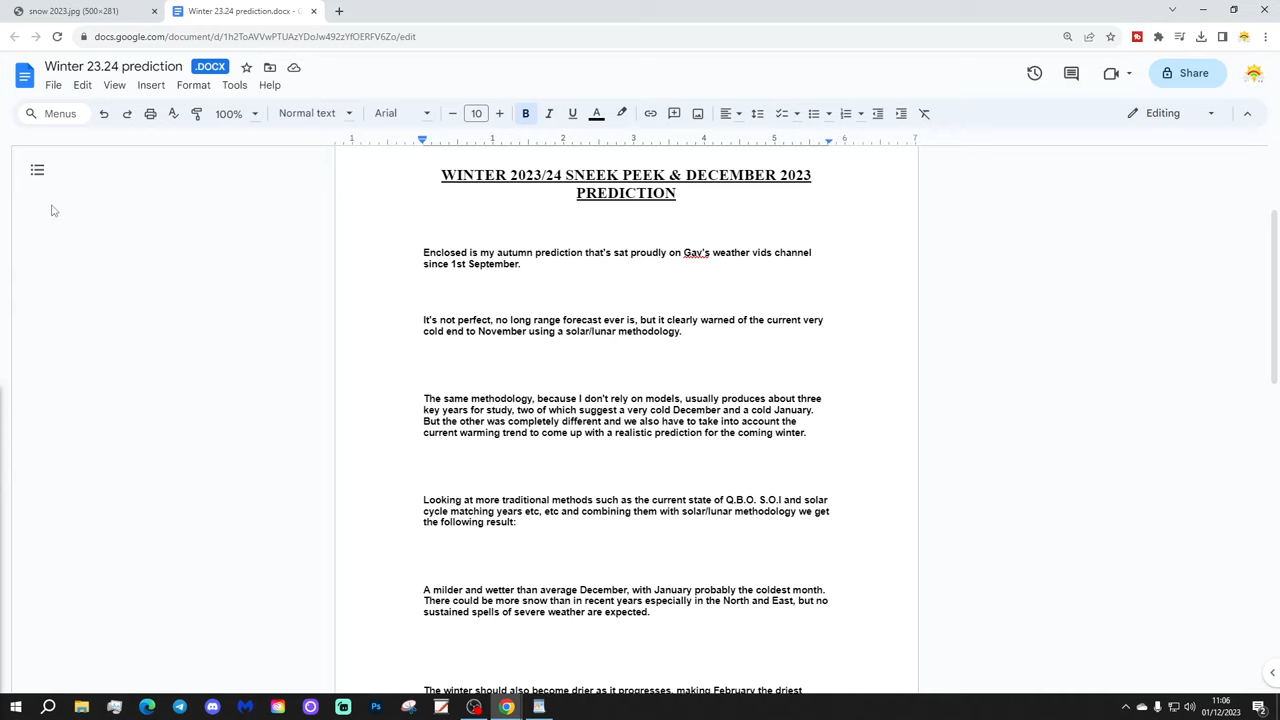 snow 2023.jpg (500×281)
Winter 23.24 prediction.docx - G
docs.google.com/document/d/1h2ToAVVwPTUAzYDoJw492zYfOERFV6Zo/edit
Winter 23.24 prediction .DOCX
File Edit View Insert Format Tools Help
Share
Menus 100% Normal text Arial 10 B I U A Editing
1 1 2 3 4 5 6 7
WINTER 2023/24 SNEEK PEEK & DECEMBER 2023
PREDICTION
Enclosed is my autumn prediction that's sat proudly on Gav's weather vids channel
since 1st September.
It's not perfect, no long range forecast ever is, but it clearly warned of the current very
cold end to November using a solar/lunar methodology.
The same methodology, because I don't rely on models, usually produces about three
key years for study, two of which suggest a very cold December and a cold January.
But the other was completely different and we also have to take into account the
current warming trend to come up with a realistic prediction for the coming winter.
Looking at more traditional methods such as the current state of Q.B.O. S.O.I and solar
cycle matching years etc, etc and combining them with solar/lunar methodology we get
the following result:
A milder and wetter than average December, with January probably the coldest month.
There could be more snow than in recent years especially in the North and East, but no
sustained spells of severe weather are expected.
The winter should also become drier as it progresses, making February the driest
11:06
01/12/2023
2